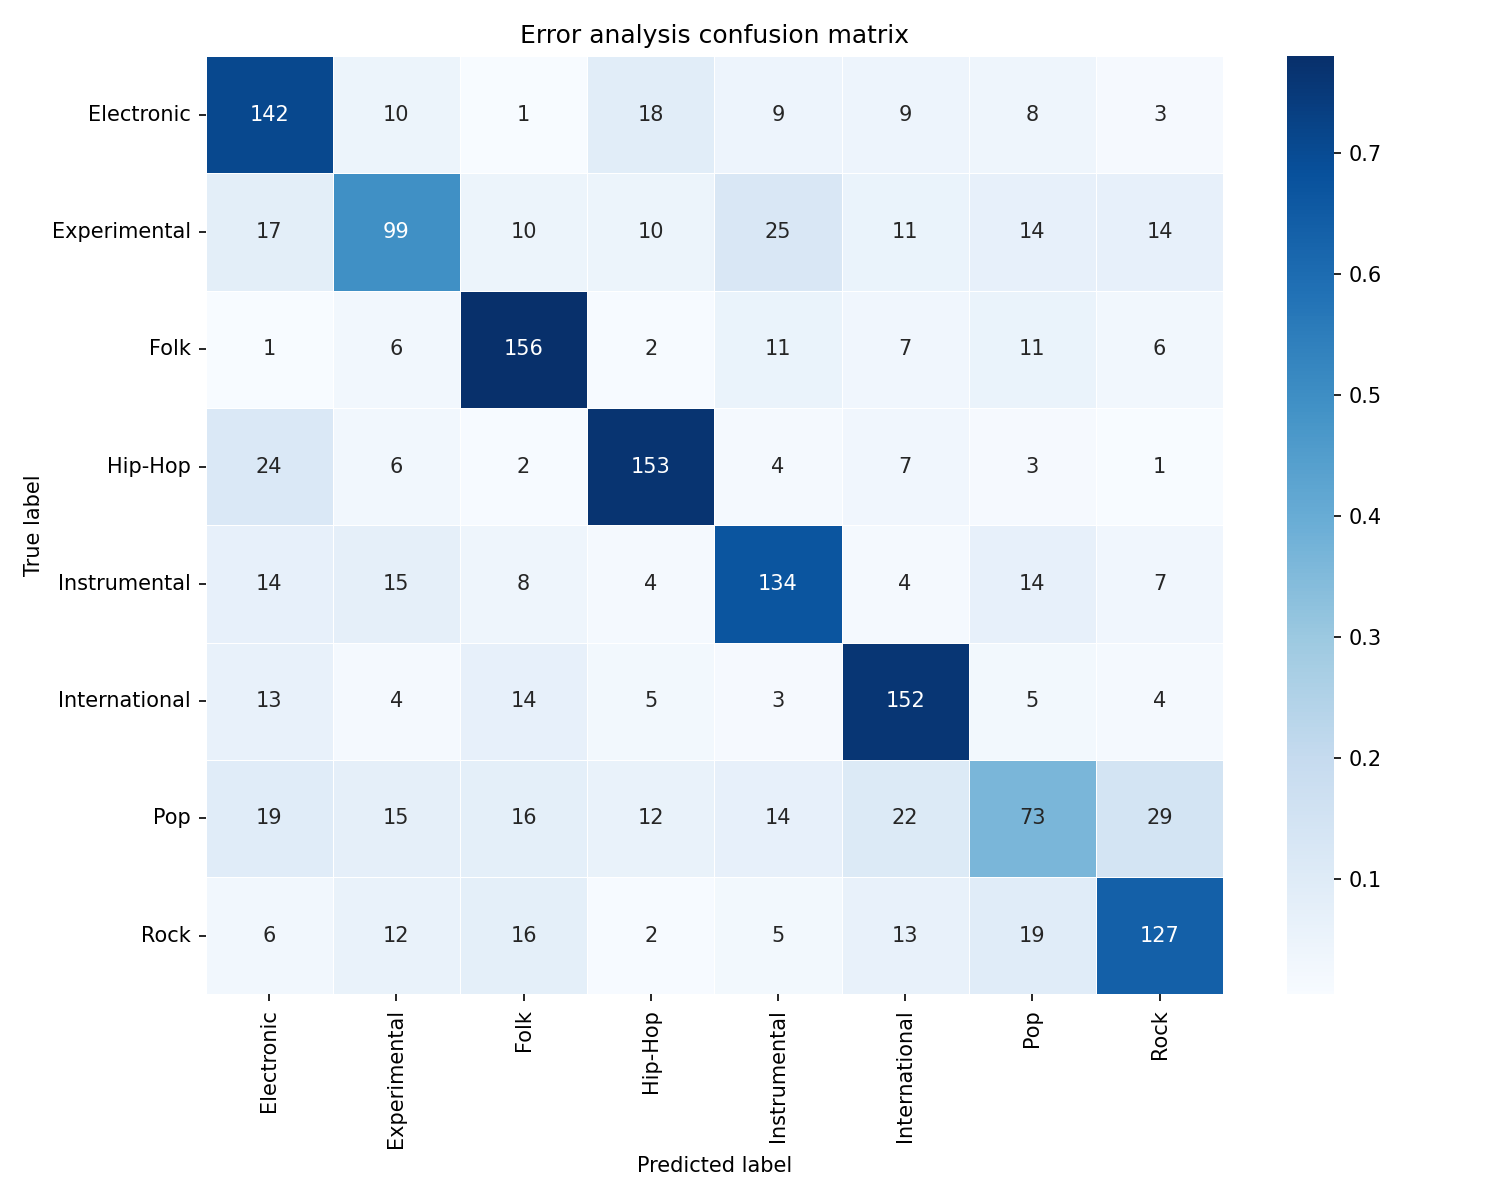 Error analysis confusion matrix
Electronic 142 10 1 18 9 9 8 3
Experimental 17 99 10 10 25 11 14 14
Folk 1 6 156 2 11 7 11 6
Hip-Hop 24 6 2 153 4 7 3 1
Instrumental 14 15 8 4 134 4 14 7
International 13 4 14 5 3 152 5 4
Pop 19 15 16 12 14 22 73 29
Rock 6 12 16 2 5 13 19 127
True label
Electronic Experimental Folk Hip-Hop Instrumental International Pop Rock
Predicted label
0.7
0.6
0.5
0.4
0.3
0.2
0.1